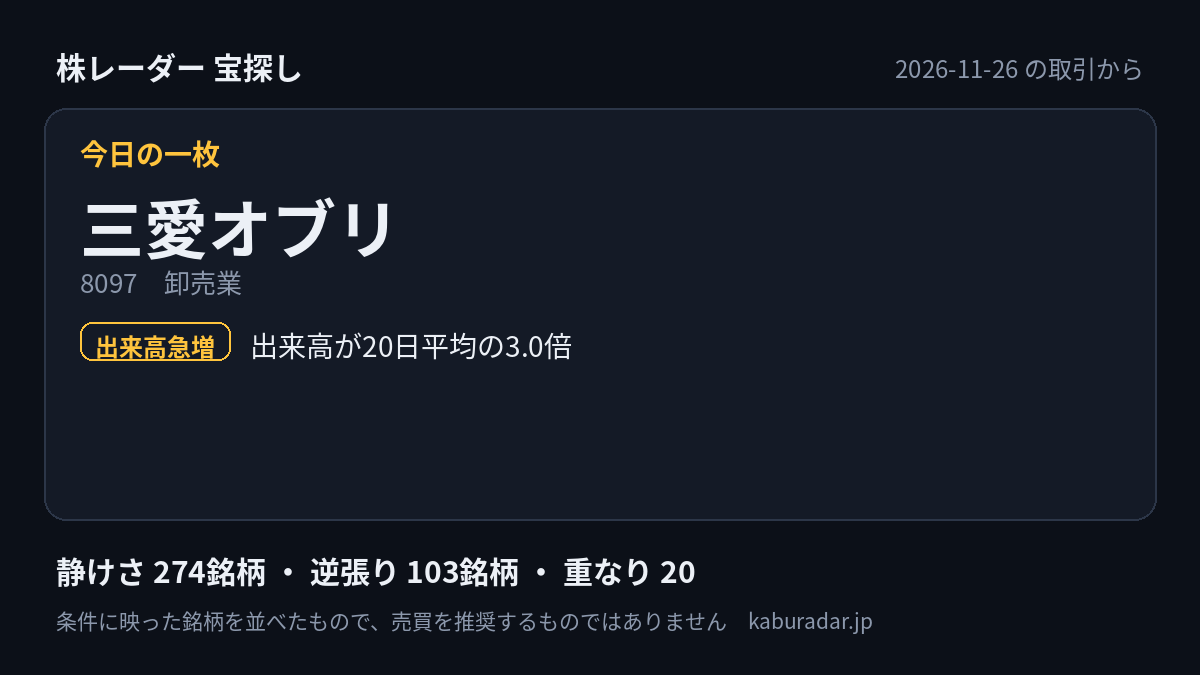 株レーダー 宝探し
2026-11-26 の取引から
今日の一枚
三愛オブリ
8097 卸売業
出来高急増 出来高が20日平均の3.0倍
静けさ 274銘柄 ・ 逆張り 103銘柄 ・ 重なり 20
条件に映った銘柄を並べたもので、売買を推奨するものではありません kaburadar.jp